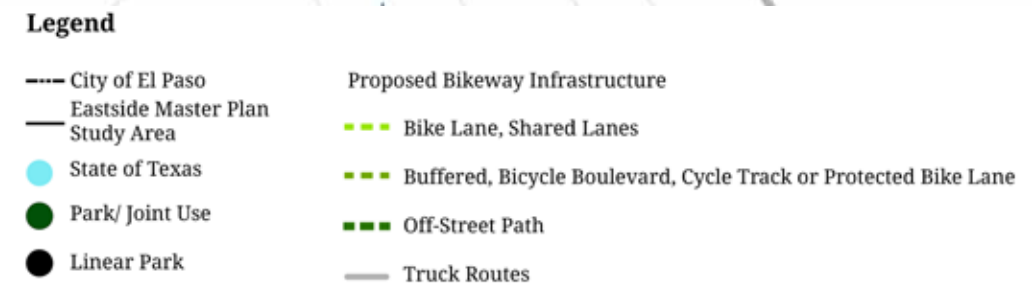 Legend
City of El Paso
Eastside Master Plan
Study Area
State of Texas
Park/ Joint Use
Linear Park
Proposed Bikeway Infrastructure
Bike Lane, Shared Lanes
Buffered, Bicycle Boulevard, Cycle Track or Protected Bike Lane
Off-Street Path
Truck Routes